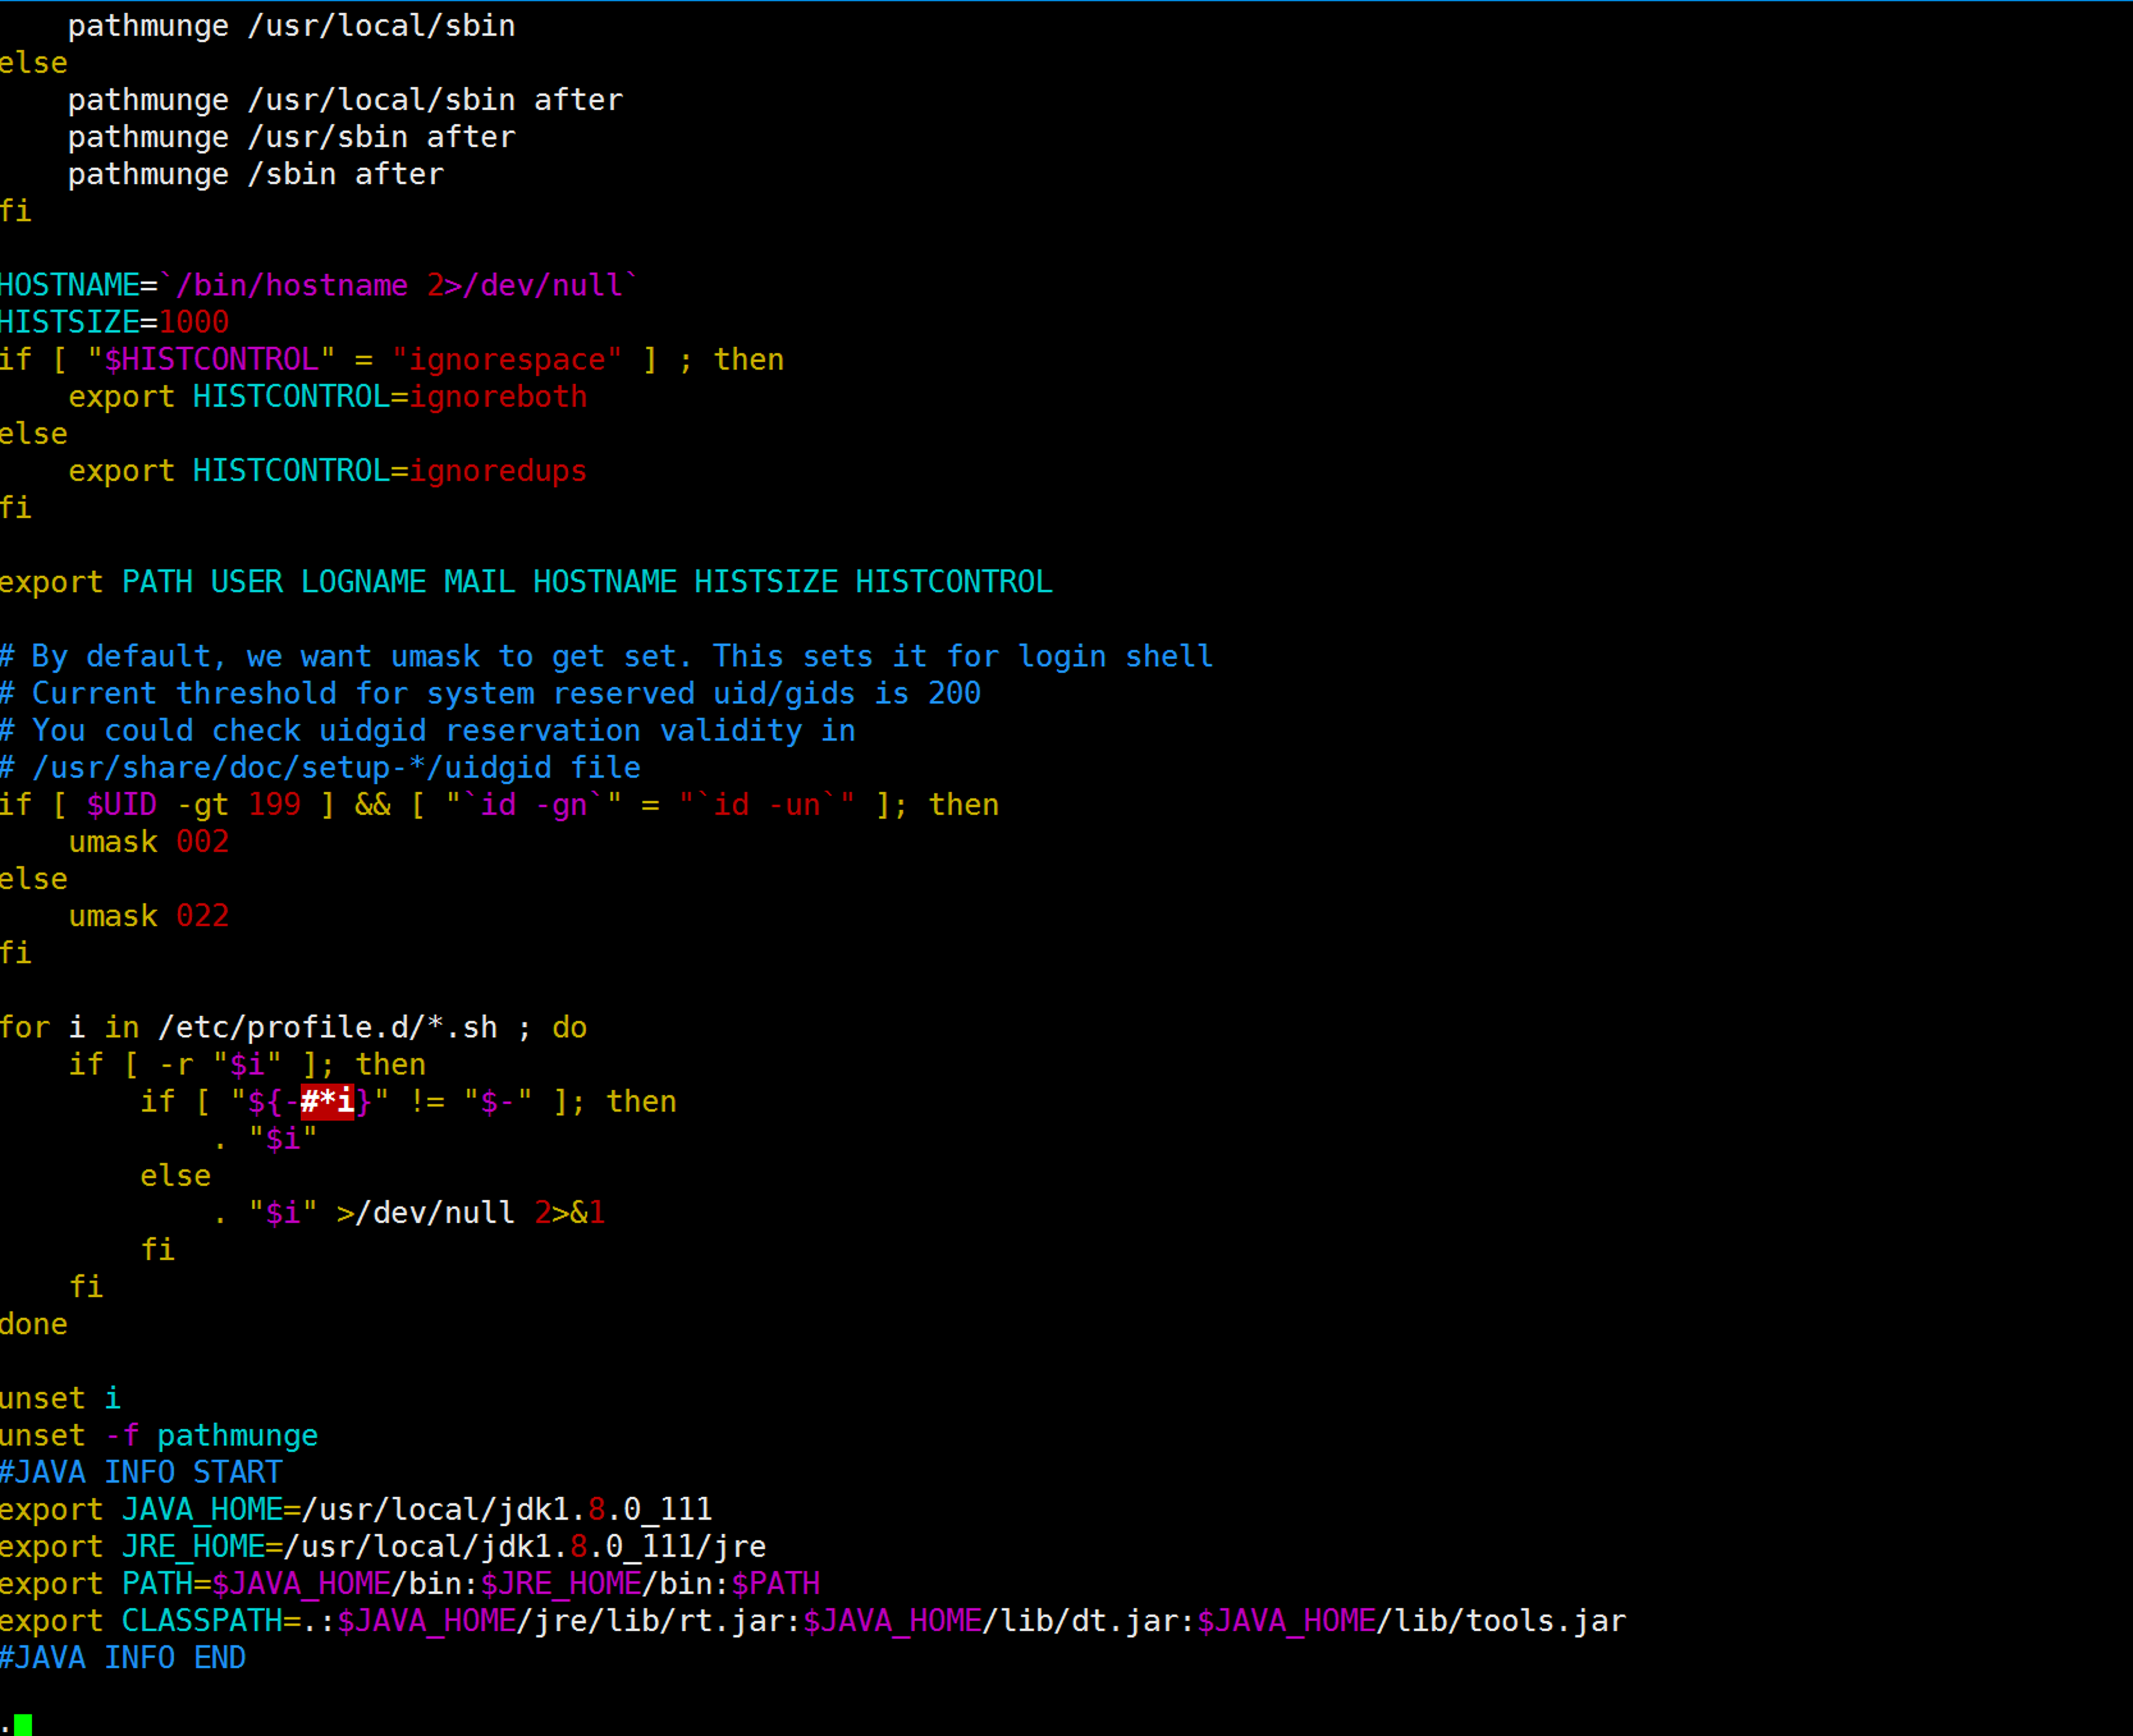 pathmunge /usr/local/sbin
else
    pathmunge /usr/local/sbin after
    pathmunge /usr/sbin after
    pathmunge /sbin after
fi

HOSTNAME=`/bin/hostname 2>/dev/null`
HISTSIZE=1000
if [ "$HISTCONTROL" = "ignorespace" ] ; then
    export HISTCONTROL=ignoreboth
else
    export HISTCONTROL=ignoredups
fi

export PATH USER LOGNAME MAIL HOSTNAME HISTSIZE HISTCONTROL

# By default, we want umask to get set. This sets it for login shell
# Current threshold for system reserved uid/gids is 200
# You could check uidgid reservation validity in
# /usr/share/doc/setup-*/uidgid file
if [ $UID -gt 199 ] && [ "`id -gn`" = "`id -un`" ]; then
    umask 002
else
    umask 022
fi

for i in /etc/profile.d/*.sh ; do
    if [ -r "$i" ]; then
        if [ "${-#*i}" != "$-" ]; then
            . "$i"
        else
            . "$i" >/dev/null 2>&1
        fi
    fi
done

unset i
unset -f pathmunge
#JAVA INFO START
export JAVA_HOME=/usr/local/jdk1.8.0_111
export JRE_HOME=/usr/local/jdk1.8.0_111/jre
export PATH=$JAVA_HOME/bin:$JRE_HOME/bin:$PATH
export CLASSPATH=.:$JAVA_HOME/jre/lib/rt.jar:$JAVA_HOME/lib/dt.jar:$JAVA_HOME/lib/tools.jar
#JAVA INFO END